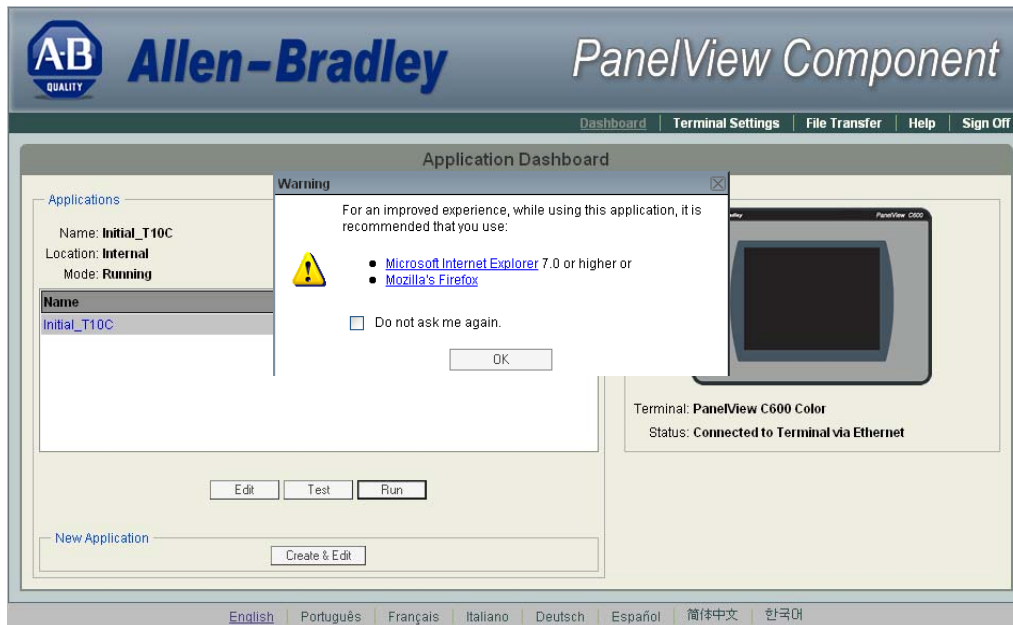 A·B
QUALITY
Allen-Bradley
PanelView Component
Dashboard | Terminal Settings | File Transfer | Help | Sign Off
Application Dashboard
Applications
Name: Initial_T10C
Location: Internal
Mode: Running
Name
Initial_T10C
Warning
For an improved experience, while using this application, it is
recommended that you use:
Microsoft Internet Explorer 7.0 or higher or
Mozilla's Firefox
Do not ask me again.
OK
PanelView C600
Terminal: PanelView C600 Color
Status: Connected to Terminal via Ethernet
Edit
Test
Run
New Application
Create & Edit
English | Português | Français | Italiano | Deutsch | Español | 简体中文 | 한국어